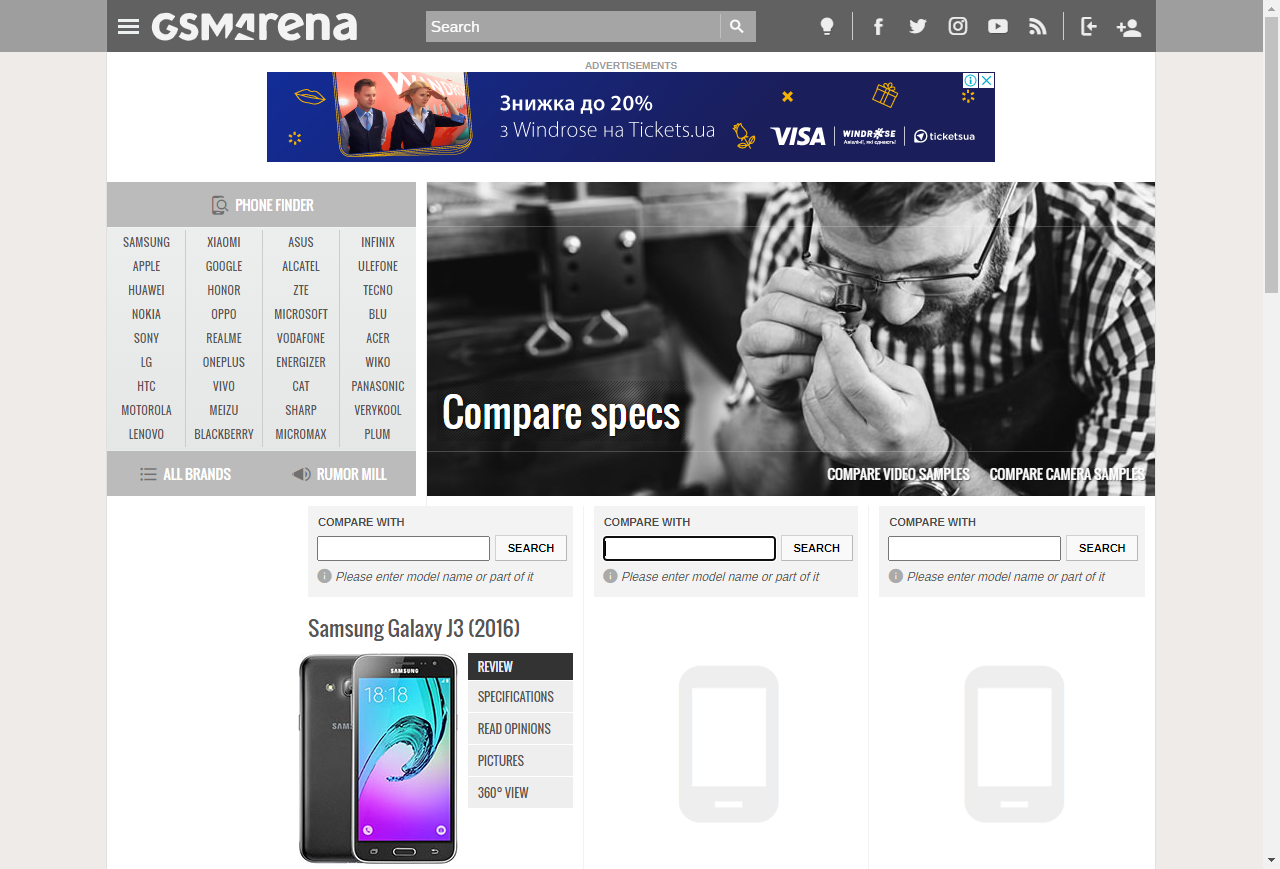 GSMArena
Search
ADVERTISEMENTS
Знижка до 20%
з Windrose на Tickets.ua
VISA
WINDROSE
Авіалінії, які єднають!
ticketsua
PHONE FINDER
SAMSUNG XIAOMI ASUS INFINIX
APPLE GOOGLE ALCATEL ULEFONE
HUAWEI HONOR ZTE TECNO
NOKIA OPPO MICROSOFT BLU
SONY REALME VODAFONE ACER
LG ONEPLUS ENERGIZER WIKO
HTC VIVO CAT PANASONIC
MOTOROLA MEIZU SHARP VERYKOOL
LENOVO BLACKBERRY MICROMAX PLUM
ALL BRANDS RUMOR MILL
Compare specs
COMPARE VIDEO SAMPLES COMPARE CAMERA SAMPLES
COMPARE WITH
SEARCH
Please enter model name or part of it
COMPARE WITH
SEARCH
Please enter model name or part of it
COMPARE WITH
SEARCH
Please enter model name or part of it
Samsung Galaxy J3 (2016)
SAMSUNG
18:18
REVIEW
SPECIFICATIONS
READ OPINIONS
PICTURES
360° VIEW